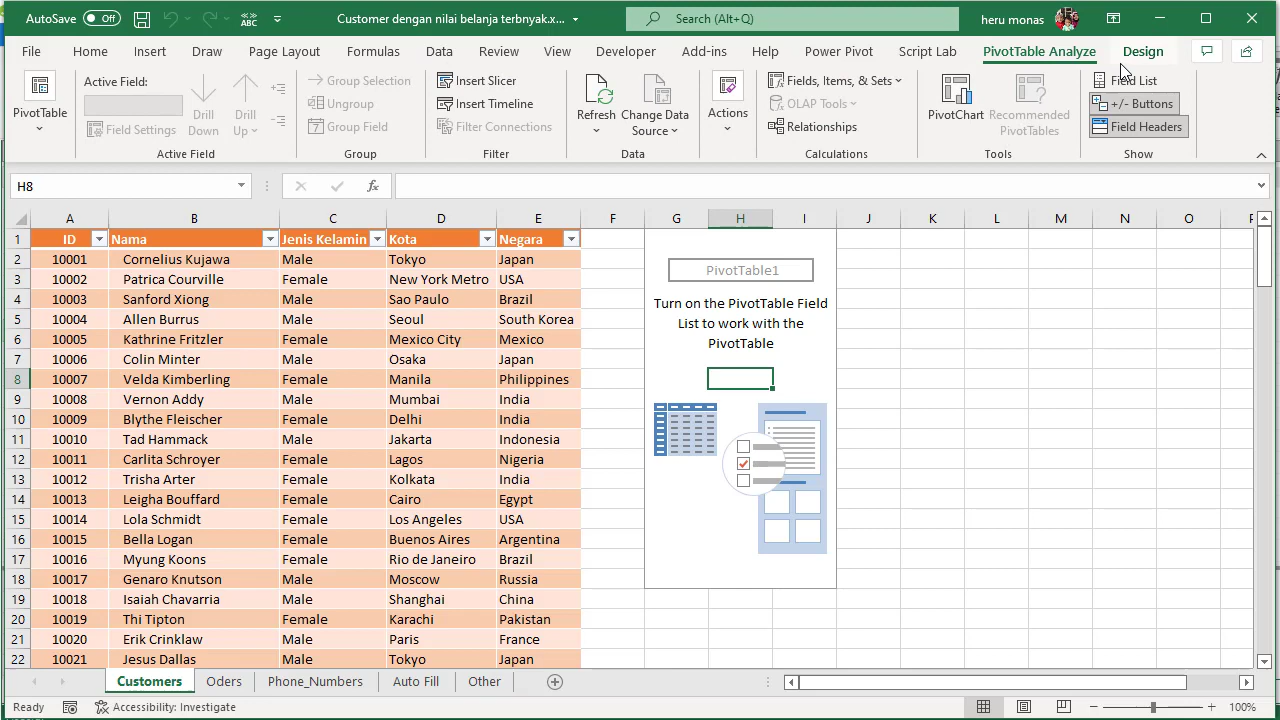 AutoSave Off
Customer dengan nilai belanja terbnyak.x...
Search (Alt+Q)
heru monas
File Home Insert Draw Page Layout Formulas Data Review View Developer Add-ins Help Power Pivot Script Lab PivotTable Analyze Design
PivotTable
Active Field:
Field Settings
Drill Down
Drill Up
Active Field
Group Selection
Ungroup
Group Field
Group
Insert Slicer
Insert Timeline
Filter Connections
Filter
Refresh
Change Data Source
Data
Actions
Fields, Items, & Sets
OLAP Tools
Relationships
Calculations
PivotChart
Recommended PivotTables
Tools
Field List
+/- Buttons
Field Headers
Show
H8
fx
A B C D E F G H I J K L M N O
1 ID Nama Jenis Kelamin Kota Negara
2 10001 Cornelius Kujawa Male Tokyo Japan
3 10002 Patrica Courville Female New York Metro USA
4 10003 Sanford Xiong Male Sao Paulo Brazil
5 10004 Allen Burrus Male Seoul South Korea
6 10005 Kathrine Fritzler Female Mexico City Mexico
7 10006 Colin Minter Male Osaka Japan
8 10007 Velda Kimberling Female Manila Philippines
9 10008 Vernon Addy Male Mumbai India
10 10009 Blythe Fleischer Female Delhi India
11 10010 Tad Hammack Male Jakarta Indonesia
12 10011 Carlita Schroyer Female Lagos Nigeria
13 10012 Trisha Arter Female Kolkata India
14 10013 Leigha Bouffard Female Cairo Egypt
15 10014 Lola Schmidt Female Los Angeles USA
16 10015 Bella Logan Female Buenos Aires Argentina
17 10016 Myung Koons Female Rio de Janeiro Brazil
18 10017 Genaro Knutson Male Moscow Russia
19 10018 Isaiah Chavarria Male Shanghai China
20 10019 Thi Tipton Female Karachi Pakistan
21 10020 Erik Crinklaw Male Paris France
22 10021 Jesus Dallas Male Tokyo Japan
PivotTable1
Turn on the PivotTable Field
List to work with the
PivotTable
Customers Oders Phone_Numbers Auto Fill Other
Ready
Accessibility: Investigate
100%